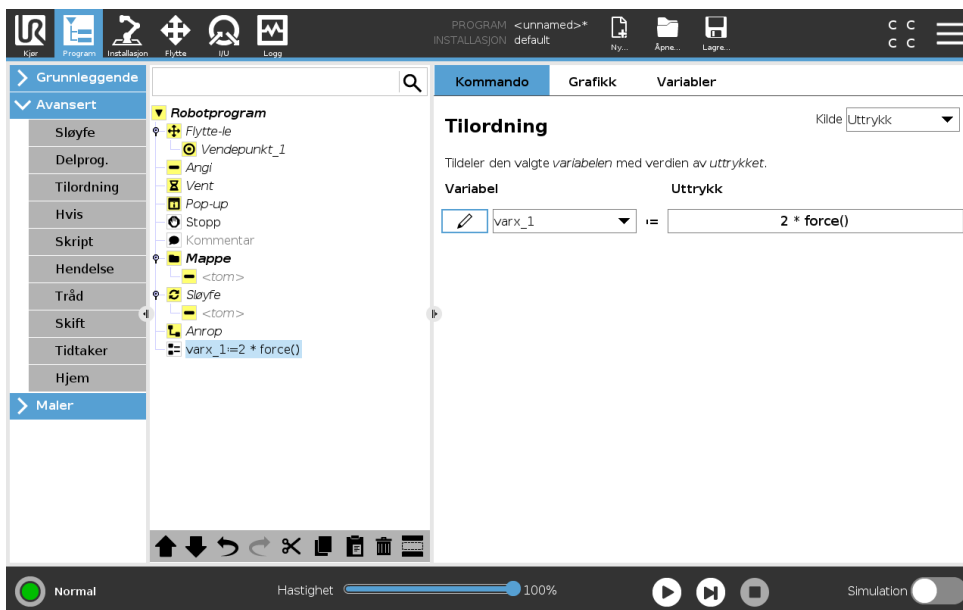 PROGRAM <unnamed>*
INSTALLASJON default
UR
Kjør
Program
Installasjon
Flytte
I/U
Logg
Ny...
Åpne...
Lagre...
C C
C C
Grunnleggende
Avansert
Sløyfe
Delprog.
Tilordning
Hvis
Skript
Hendelse
Tråd
Skift
Tidtaker
Hjem
Maler
Robotprogram
Flytte-le
Vendepunkt_1
Angi
Vent
Pop-up
Stopp
Kommentar
Mappe
<tom>
Sløyfe
<tom>
Anrop
varx_1:=2 * force()
Kommando Grafikk Variabler
Tilordning
Kilde Uttrykk
Tildeler den valgte variabelen med verdien av uttrykket.
Variabel Uttrykk
varx_1 := 2 * force()
Normal
Hastighet 100%
Simulation